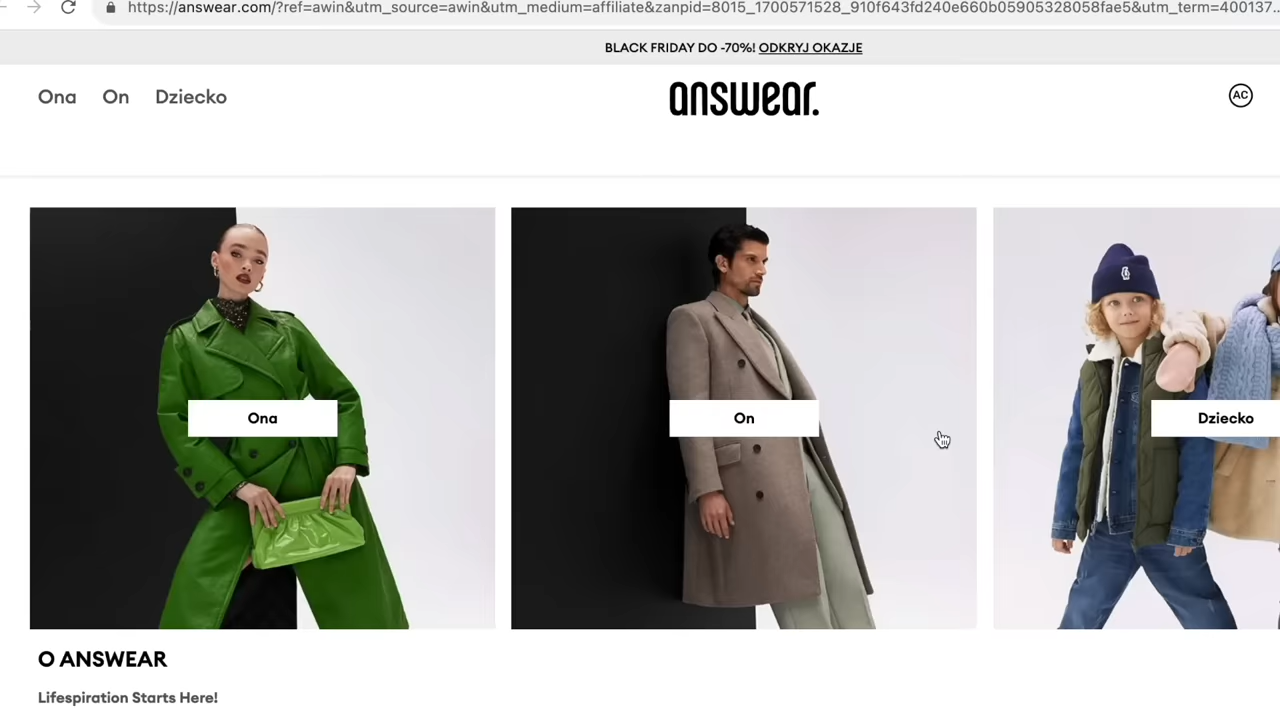 https://answear.com/?ref=awin&utm_source=awin&utm_medium=affiliate&zanpid=8015_1700571528_910f643fd240e660b05905328058fae5&utm_term=400137...
BLACK FRIDAY DO -70%! ODKRYJ OKAZJE
Ona On Dziecko
answear.
AC
Ona
On
Dziecko
O ANSWEAR
Lifespiration Starts Here!